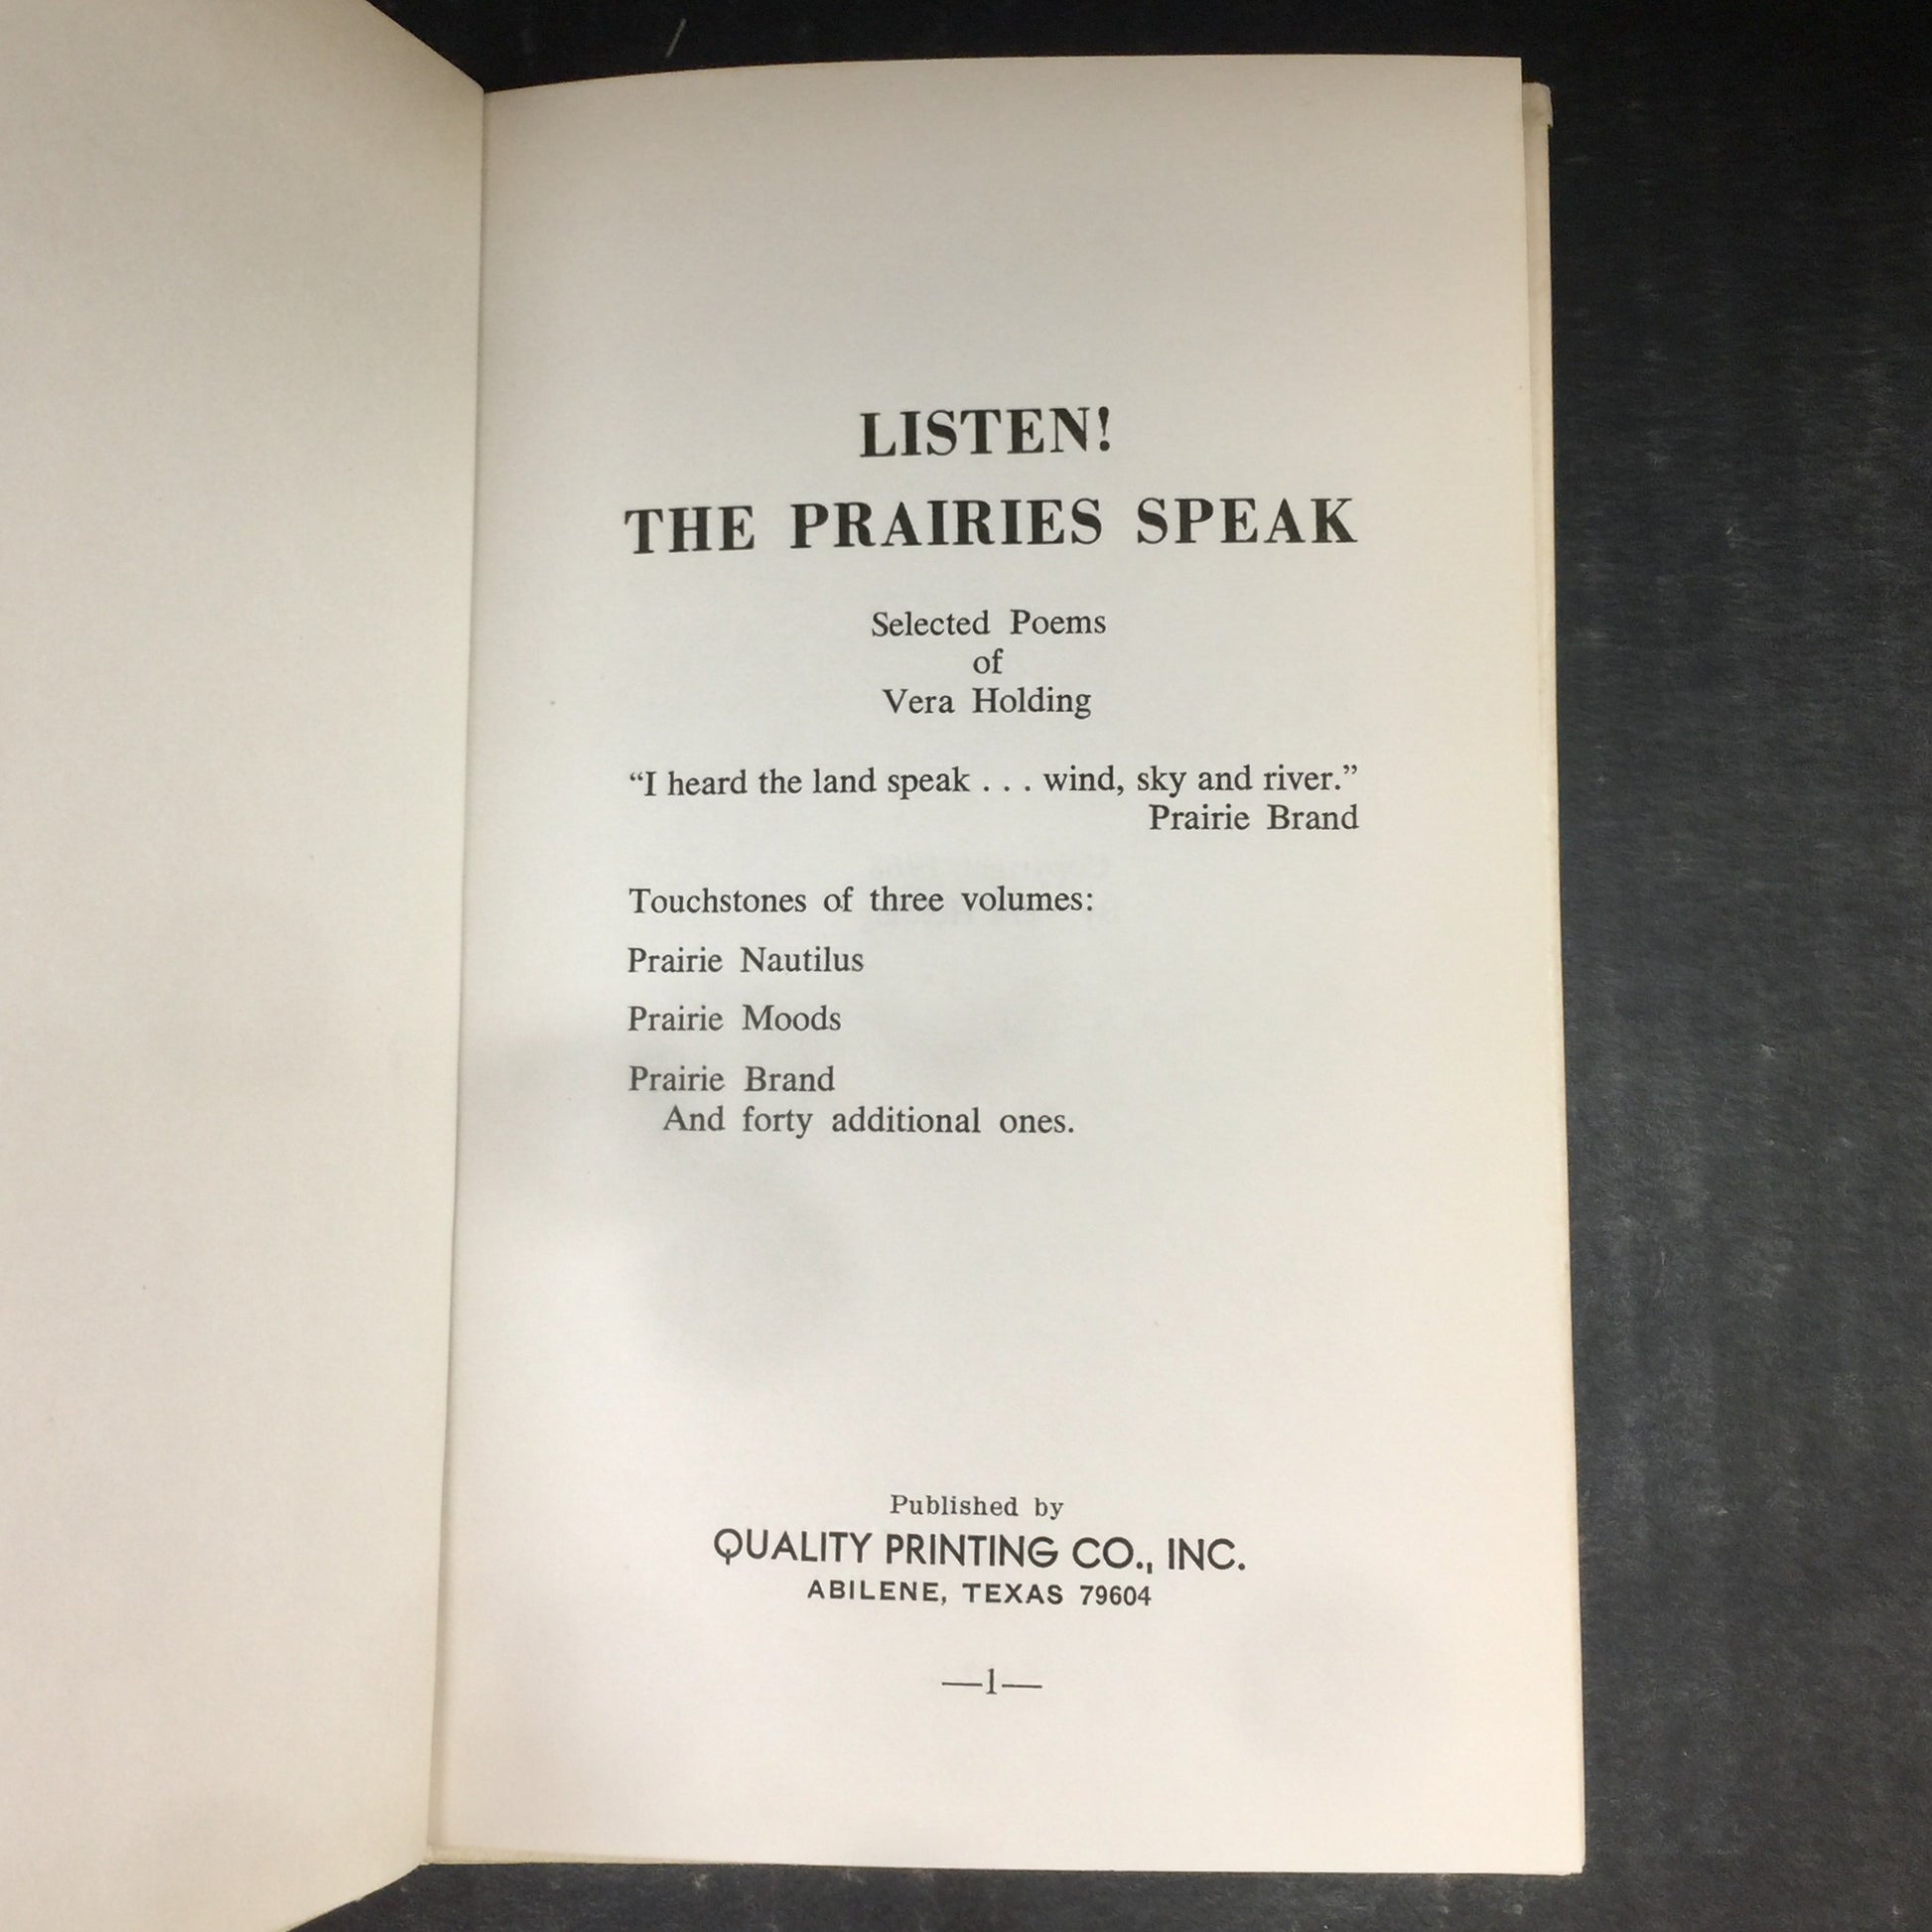 LISTEN!
THE PRAIRIES SPEAK
Selected Poems
of
Vera Holding
“I heard the land speak . . . wind, sky and river.”
Prairie Brand
Touchstones of three volumes:
Prairie Nautilus
Prairie Moods
Prairie Brand
And forty additional ones.
Published by
QUALITY PRINTING CO., INC.
ABILENE, TEXAS 79604
—1—